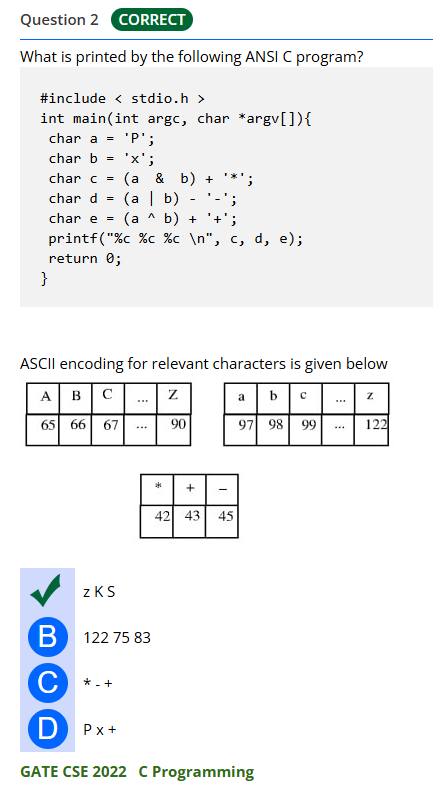 Question 2 CORRECT
What is printed by the following ANSI C program?
#include < stdio.h >
int main(int argc, char *argv[]){
char a = 'P';
char b = 'x';
char c = (a & b) + '*';
char d = (a | b) - '-';
char e = (a ^ b) + '+';
printf("%c %c %c \n", c, d, e);
return 0;
}
ASCII encoding for relevant characters is given below
A B C ... Z a b c ... z
65 66 67 ... 90 97 98 99 ... 122
* + −
42 43 45
z K S
B 122 75 83
C * - +
D P x +
GATE CSE 2022 C Programming